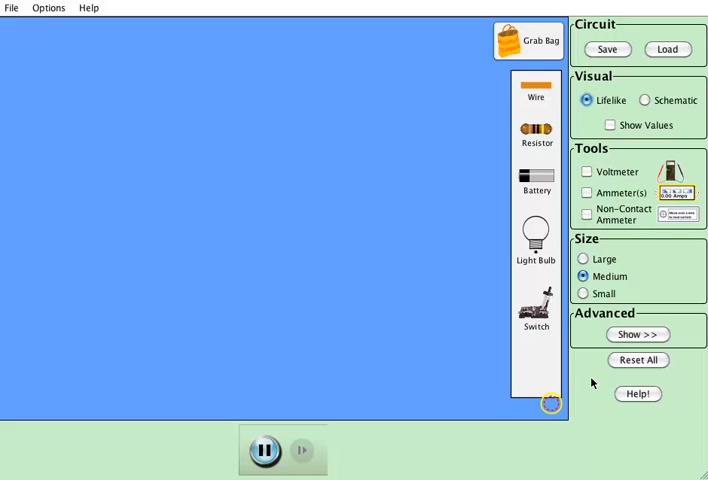 File Options Help
Grab Bag
Wire
Resistor
Battery
Light Bulb
Switch
Circuit
Save Load
Visual
Lifelike Schematic
Show Values
Tools
Voltmeter
Ammeter(s) 0.00 Amps
Non-Contact
Ammeter
Size
Large
Medium
Small
Advanced
Show >>
Reset All
Help!